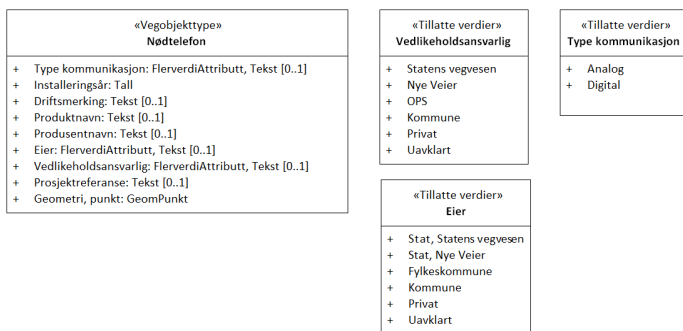 «Vegobjekttype»
Nødtelefon
+ Type kommunikasjon: FlerverdiAttributt, Tekst [0..1]
+ Installeringsår: Tall
+ Driftsmerking: Tekst [0..1]
+ Produktnavn: Tekst [0..1]
+ Produsentnavn: Tekst [0..1]
+ Eier: FlerverdiAttributt, Tekst [0..1]
+ Vedlikeholdsansvarlig: FlerverdiAttributt, Tekst [0..1]
+ Prosjektreferanse: Tekst [0..1]
+ Geometri, punkt: GeomPunkt
«Tillatte verdier»
Vedlikeholdsansvarlig
+ Statens vegvesen
+ Nye Veier
+ OPS
+ Kommune
+ Privat
+ Uavklart
«Tillatte verdier»
Type kommunikasjon
+ Analog
+ Digital
«Tillatte verdier»
Eier
+ Stat, Statens vegvesen
+ Stat, Nye Veier
+ Fylkeskommune
+ Kommune
+ Privat
+ Uavklart